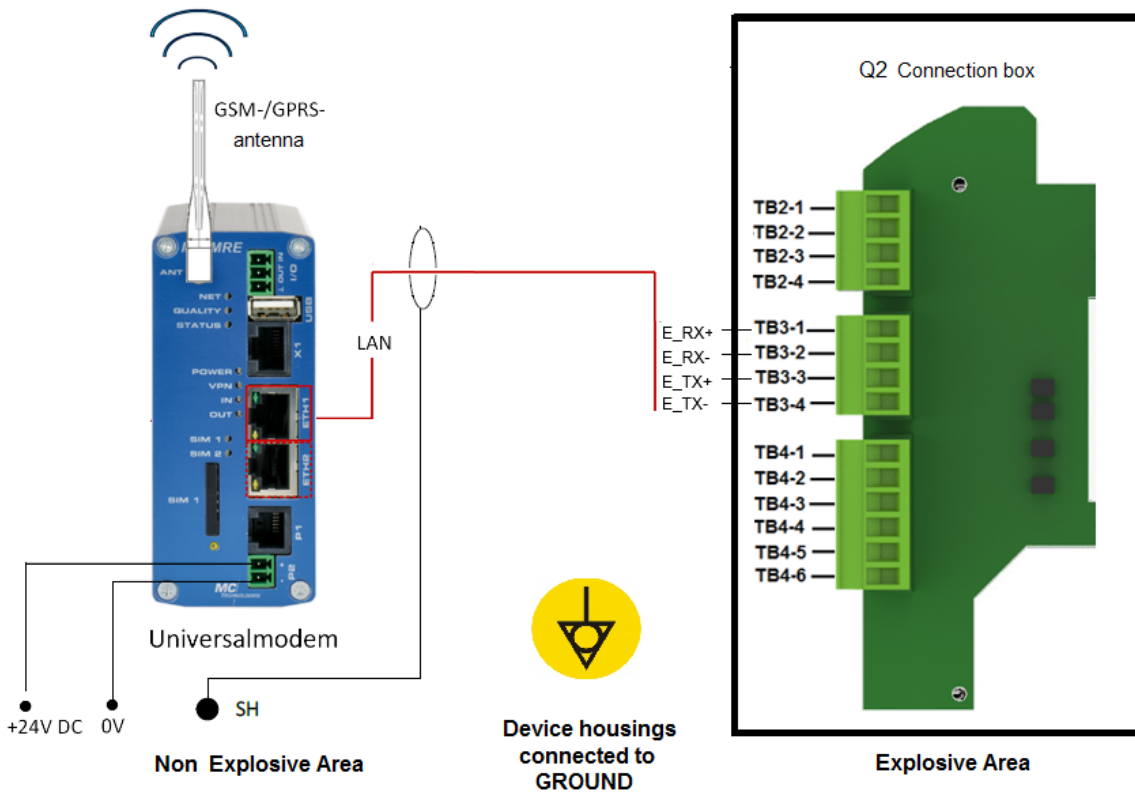 GSM-/GPRS-
antenna
ANT
NET
QUALITY
STATUS
POWER
VPN
IN
OUT
SIM 1
SIM 2
SIM 1
⊥ OUT IN
I/O
USB
X1
ETH1
ETH2
P1
P2
+
-
MC
TECHNOLOGIES
Universalmodem
+24V DC
0V
SH
Non Explosive Area
LAN
Device housings
connected to
GROUND
Q2 Connection box
TB2-1
TB2-2
TB2-3
TB2-4
E_RX+ TB3-1
E_RX- TB3-2
E_TX+ TB3-3
E_TX- TB3-4
TB4-1
TB4-2
TB4-3
TB4-4
TB4-5
TB4-6
Explosive Area